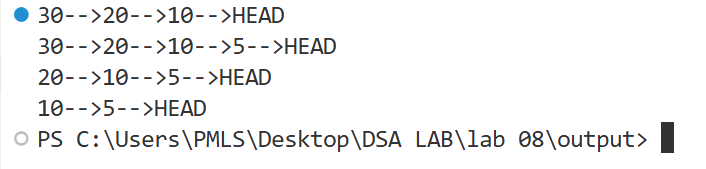 30-->20-->10-->HEAD
30-->20-->10-->5-->HEAD
20-->10-->5-->HEAD
10-->5-->HEAD
PS C:\Users\PMLS\Desktop\DSA LAB\lab 08\output>